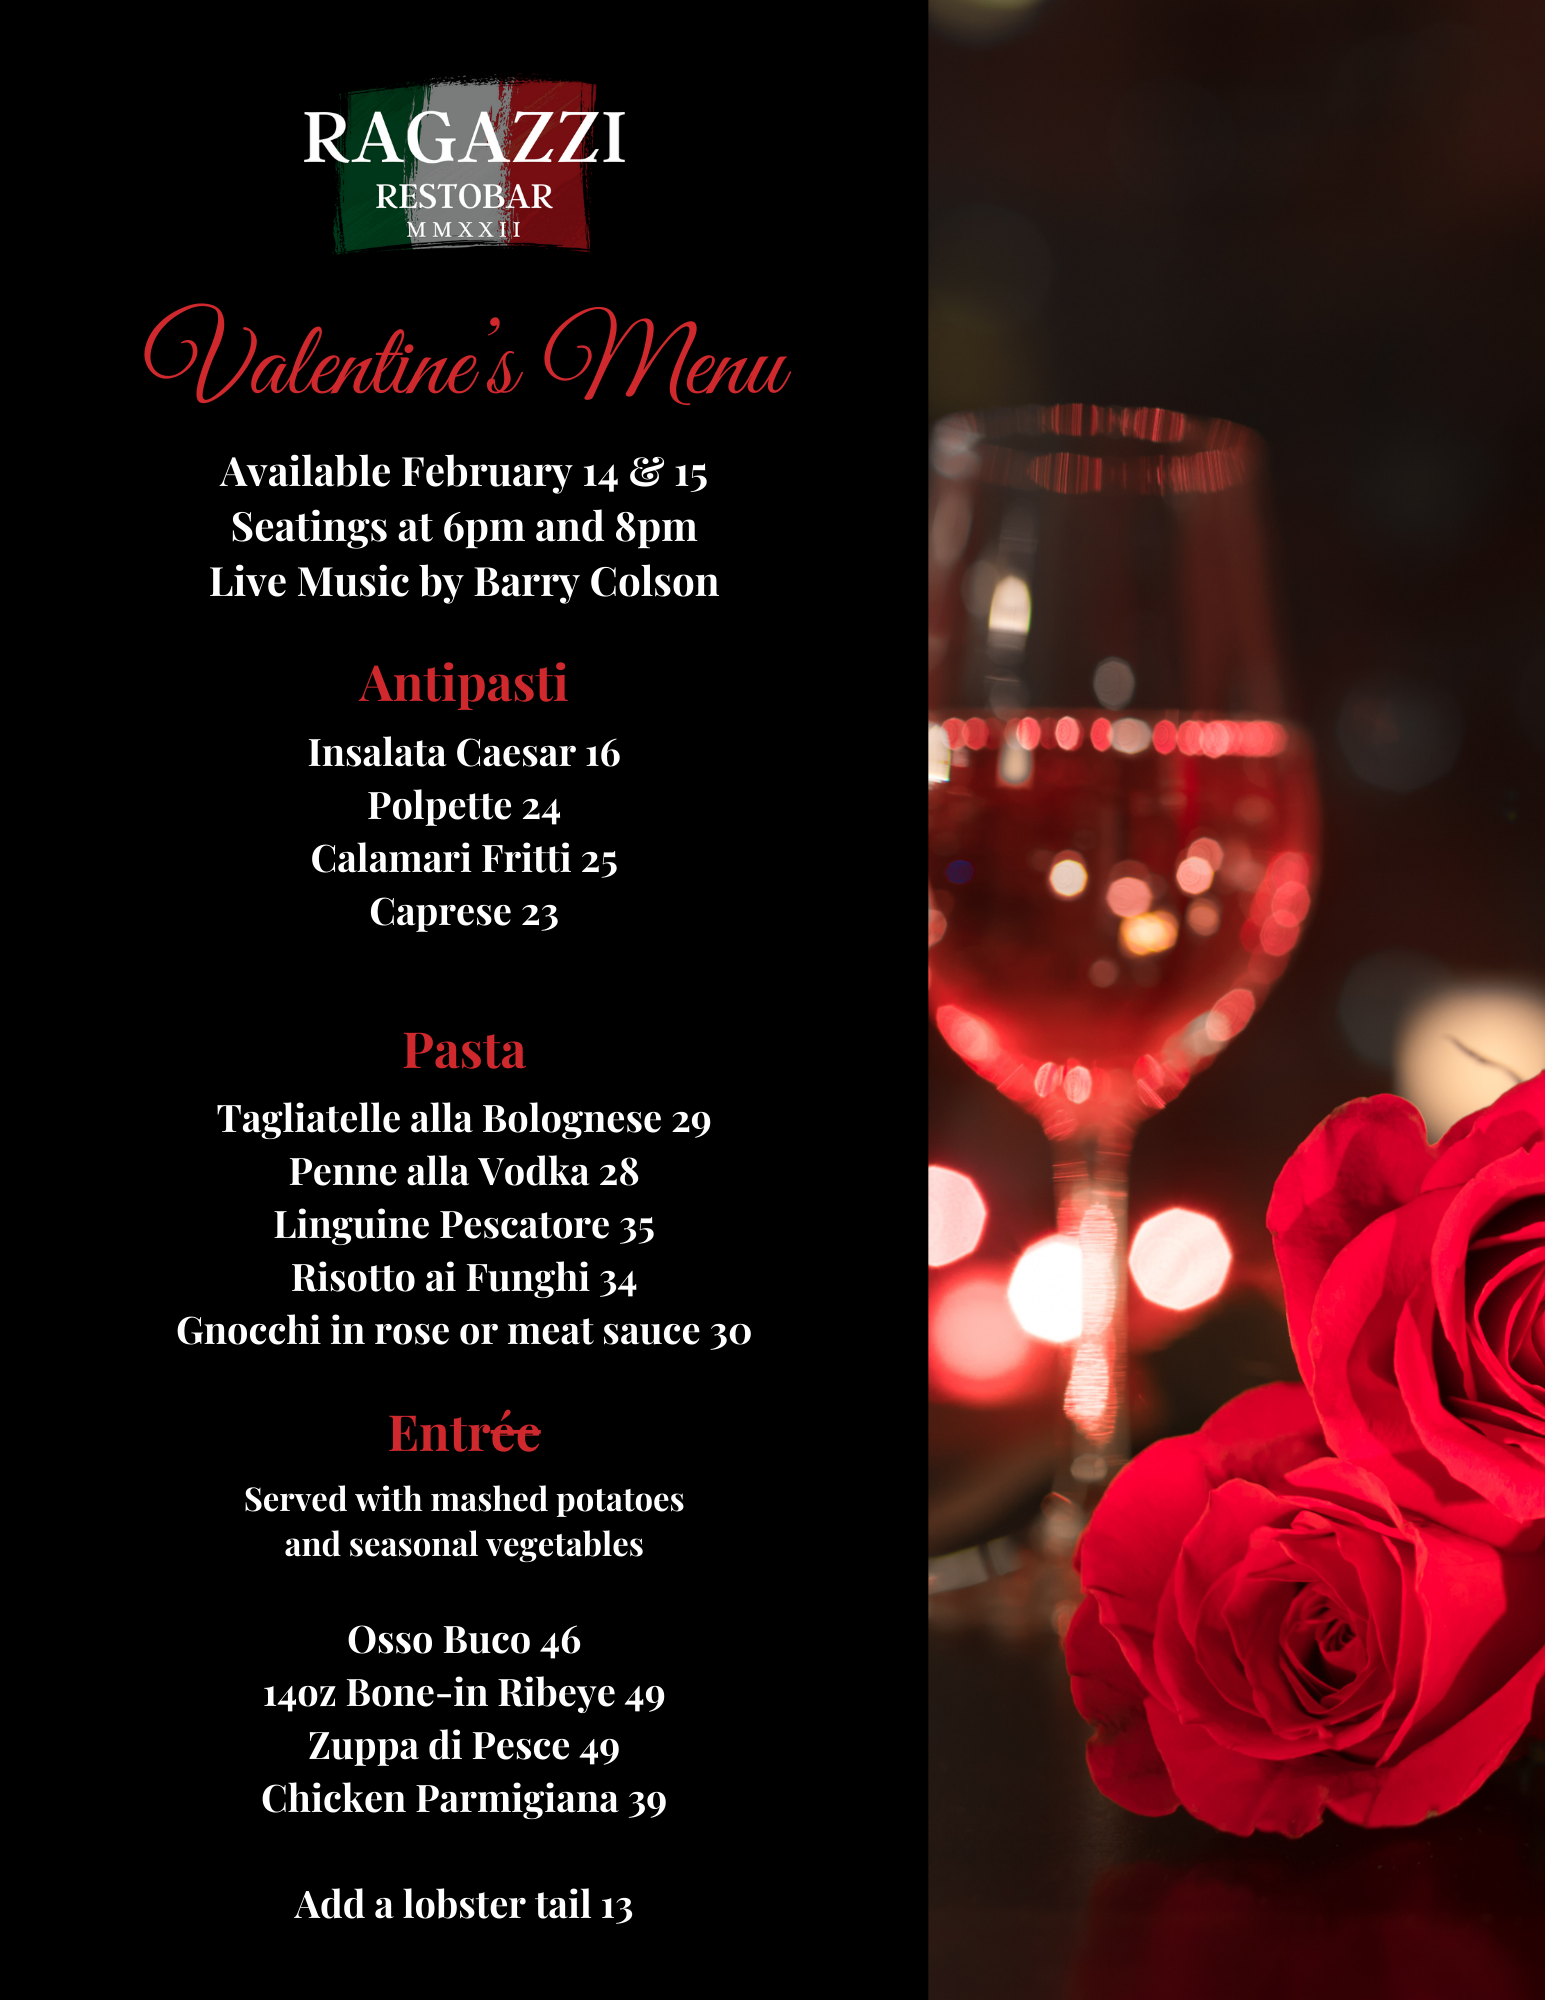 RAGAZZI
RESTOBAR
MMXXII
Valentine's Menu
Available February 14 & 15
Seatings at 6pm and 8pm
Live Music by Barry Colson
Antipasti
Insalata Caesar 16
Polpette 24
Calamari Fritti 25
Caprese 23
Pasta
Tagliatelle alla Bolognese 29
Penne alla Vodka 28
Linguine Pescatore 35
Risotto ai Funghi 34
Gnocchi in rose or meat sauce 30
Entrée
Served with mashed potatoes
and seasonal vegetables
Osso Buco 46
14oz Bone-in Ribeye 49
Zuppa di Pesce 49
Chicken Parmigiana 39
Add a lobster tail 13